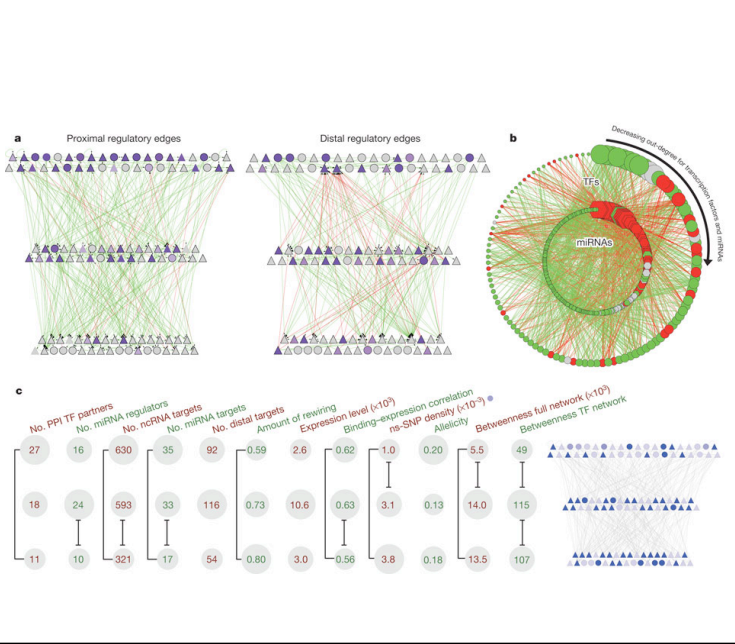 a
Proximal regulatory edges
Distal regulatory edges
b
Decreasing out-degree for transcription factors and miRNAs
TFs
miRNAs
c
No. PPI TF partners
No. miRNA regulators
No. ncRNA targets
No. miRNA targets
No. distal targets
Amount of rewiring
Expression level (×10³)
Binding–expression correlation
ns-SNP density (×10⁻³)
Allelicity
Betweenness full network (×10³)
Betweenness TF network
27 16 630 35 92 0.59 2.6 0.62 1.0 0.20 5.5 49
18 24 593 33 116 0.73 10.6 0.63 3.1 0.13 14.0 115
11 10 321 17 54 0.80 3.0 0.56 3.8 0.18 13.5 107